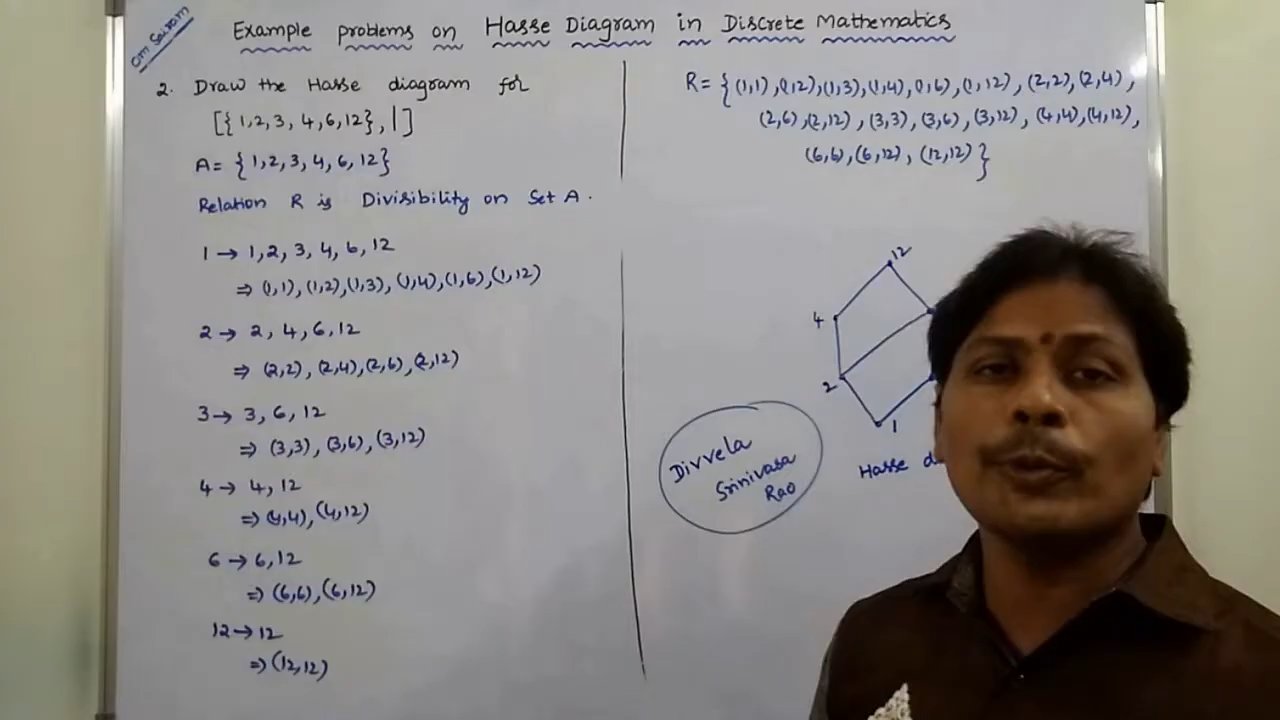 om Sairam
Example problems on Hasse Diagram in Discrete Mathematics
2. Draw the Hasse diagram for
[{1,2,3, 4,6,12}, |]
A= {1,2,3, 4, 6, 12}
Relation R is Divisibility on Set A.
1 → 1, 2, 3, 4, 6, 12
⇒ (1,1), (1,2), (1,3), (1,4), (1,6), (1,12)
2 → 2, 4, 6, 12
⇒ (2,2), (2,4), (2,6), (2,12)
3 → 3, 6, 12
⇒ (3,3), (3,6), (3,12)
4 → 4, 12
⇒ (4,4), (4,12)
6 → 6, 12
⇒ (6,6), (6,12)
12 → 12
⇒ (12,12)
R= {(1,1), (1,2), (1,3), (1,4), (1,6), (1,12), (2,2), (2,4),
(2,6), (2,12), (3,3), (3,6), (3,12), (4,4), (4,12),
(6,6), (6,12), (12,12)}
12
4
2
1
Hasse
Divvela
Srinivasa
Rao